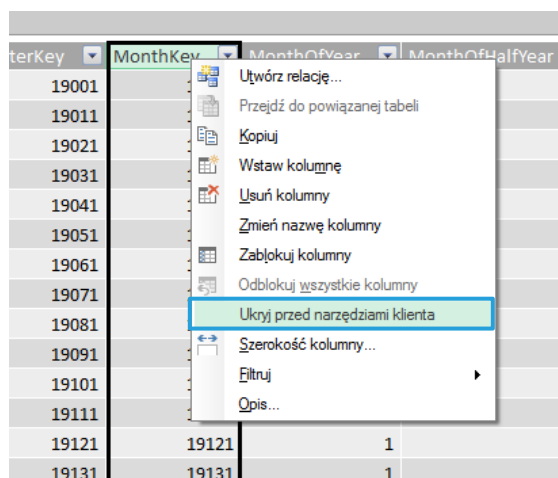 terKey MonthKey MonthOfYear MonthOfHalfYear
19001
Utwórz relację...
19011
Przejdź do powiązanej tabeli
19021
Kopiuj
19031
Wstaw kolumnę
19041
Usuń kolumny
19051
Zmień nazwę kolumny
19061
Zablokuj kolumny
19071
Odblokuj wszystkie kolumny
19081
Ukryj przed narzędziami klienta
19091
Szerokość kolumny...
19101
Filtruj
19111
Opis...
19121 19121 1
19131 19131 1